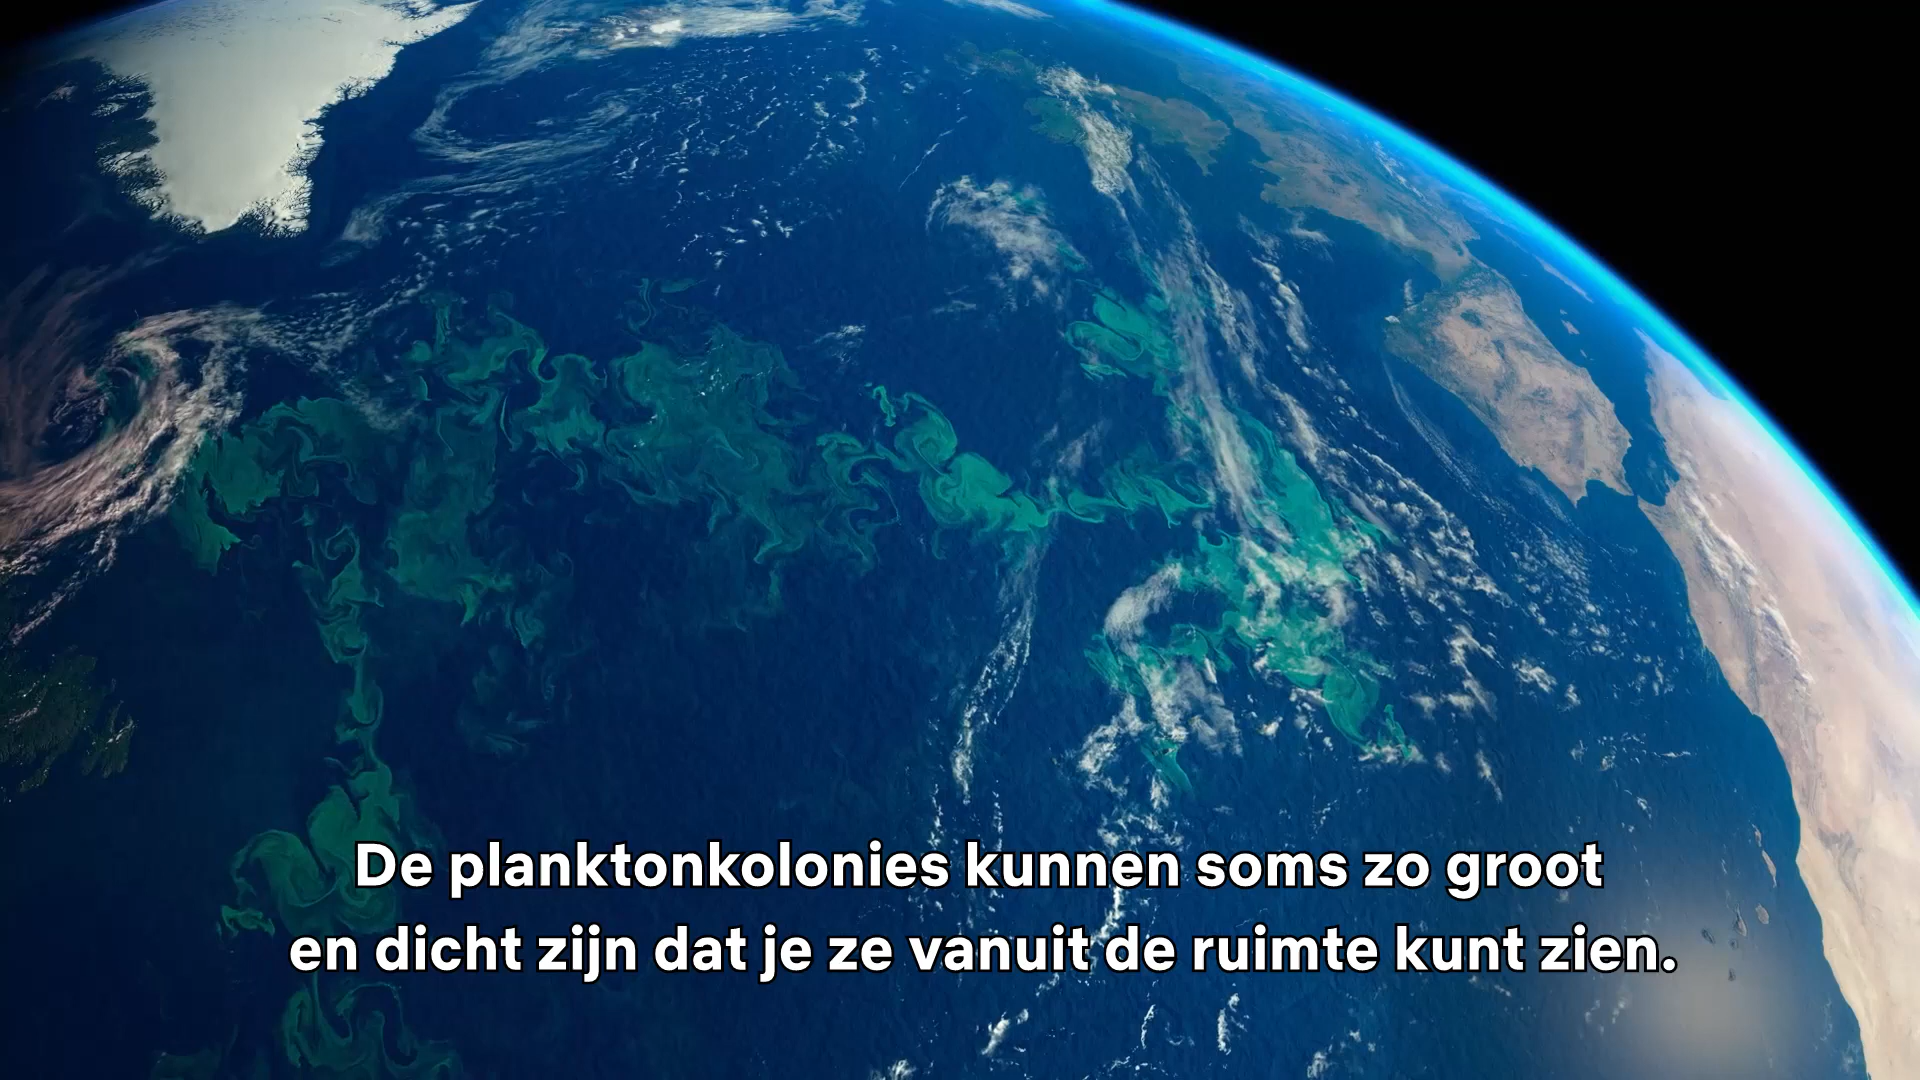 De planktonkolonies kunnen soms zo groot
en dicht zijn dat je ze vanuit de ruimte kunt zien.